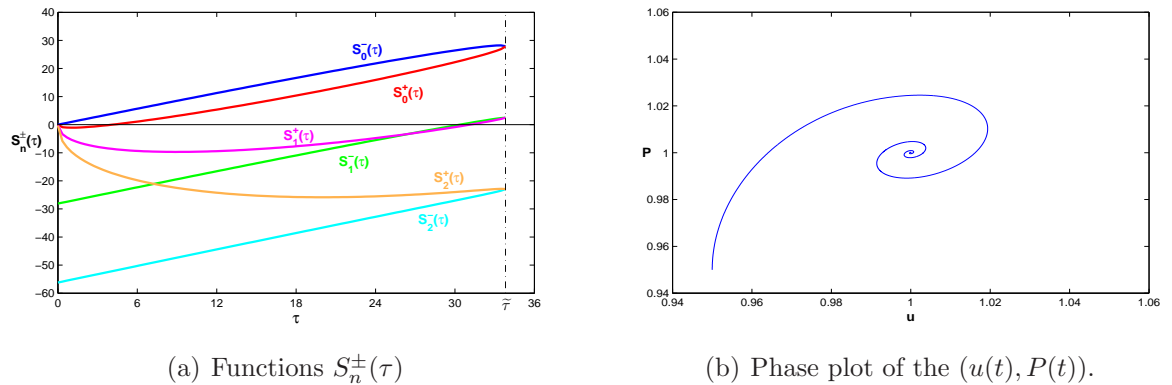 40
30
20
10
0
−10
−20
−30
−40
−50
−60
S_n^±(τ)
S_0^−(τ)
S_0^+(τ)
S_1^+(τ)
S_1^−(τ)
S_2^+(τ)
S_2^−(τ)
0 6 12 18 24 30 τ̃ 36
τ
1.06
1.04
1.02
1
0.98
0.96
0.94
P
0.94 0.96 0.98 1 1.02 1.04 1.06
u
(a) Functions S_n^±(τ)
(b) Phase plot of the (u(t), P(t)).